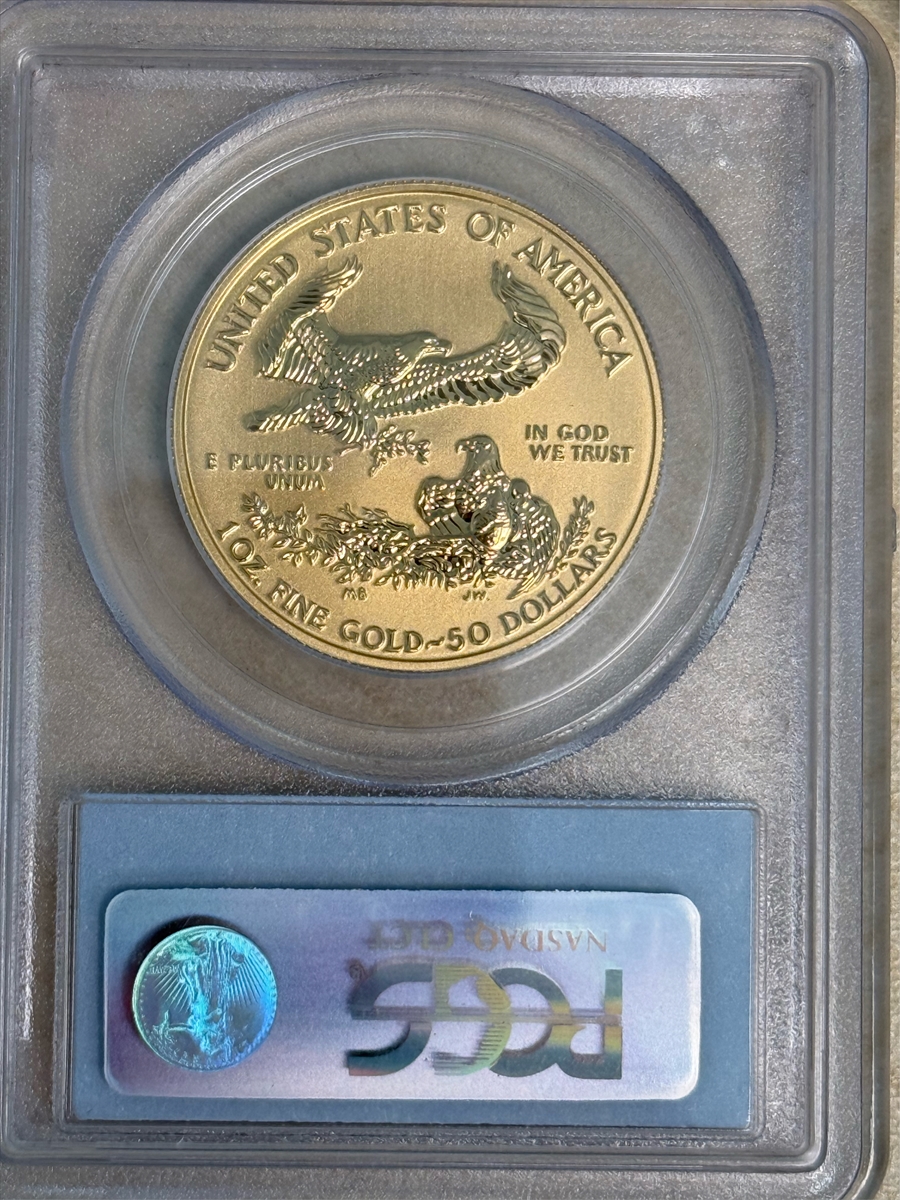 UNITED STATES OF AMERICA
E PLURIBUS
UNUM
IN GOD
WE TRUST
MB
JW.
1 OZ. FINE GOLD~50 DOLLARS
PCGS
NASDAQ: CLCT